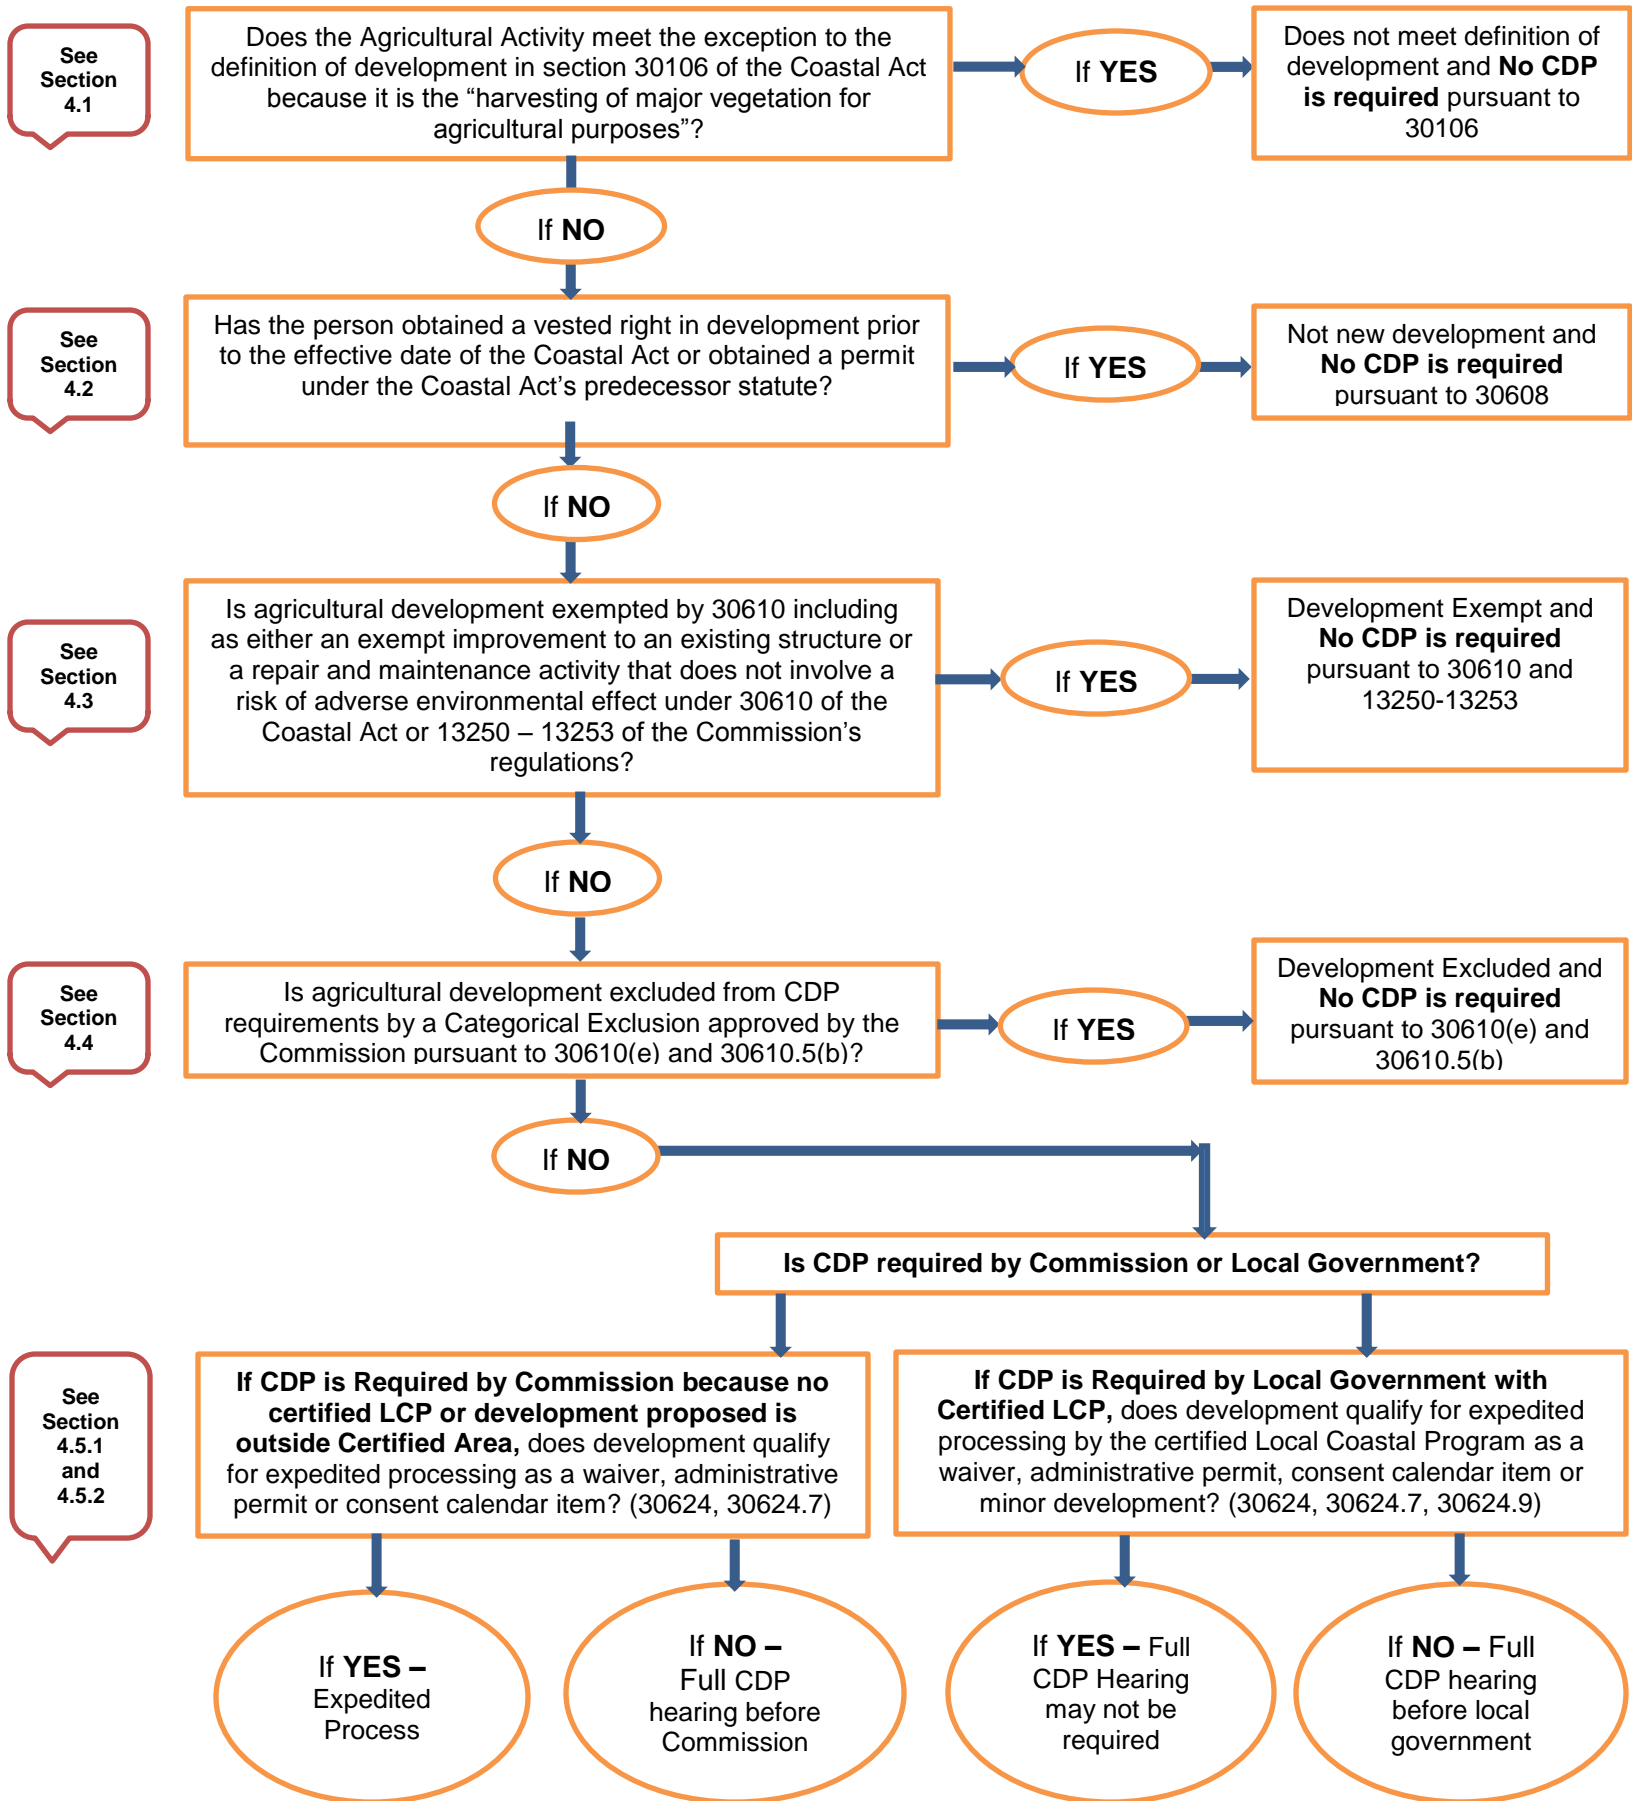 See
Section
4.1
Does the Agricultural Activity meet the exception to the
definition of development in section 30106 of the Coastal Act
because it is the “harvesting of major vegetation for
agricultural purposes”?
If YES
Does not meet definition of
development and No CDP
is required pursuant to
30106
If NO
See
Section
4.2
Has the person obtained a vested right in development prior
to the effective date of the Coastal Act or obtained a permit
under the Coastal Act’s predecessor statute?
If YES
Not new development and
No CDP is required
pursuant to 30608
If NO
See
Section
4.3
Is agricultural development exempted by 30610 including
as either an exempt improvement to an existing structure or
a repair and maintenance activity that does not involve a
risk of adverse environmental effect under 30610 of the
Coastal Act or 13250 – 13253 of the Commission’s
regulations?
If YES
Development Exempt and
No CDP is required
pursuant to 30610 and
13250-13253
If NO
See
Section
4.4
Is agricultural development excluded from CDP
requirements by a Categorical Exclusion approved by the
Commission pursuant to 30610(e) and 30610.5(b)?
If YES
Development Excluded and
No CDP is required
pursuant to 30610(e) and
30610.5(b)
If NO
Is CDP required by Commission or Local Government?
See
Section
4.5.1
and
4.5.2
If CDP is Required by Commission because no
certified LCP or development proposed is
outside Certified Area, does development qualify
for expedited processing as a waiver, administrative
permit or consent calendar item? (30624, 30624.7)
If CDP is Required by Local Government with
Certified LCP, does development qualify for expedited
processing by the certified Local Coastal Program as a
waiver, administrative permit, consent calendar item or
minor development? (30624, 30624.7, 30624.9)
If YES –
Expedited
Process
If NO –
Full CDP
hearing before
Commission
If YES – Full
CDP Hearing
may not be
required
If NO – Full
CDP hearing
before local
government